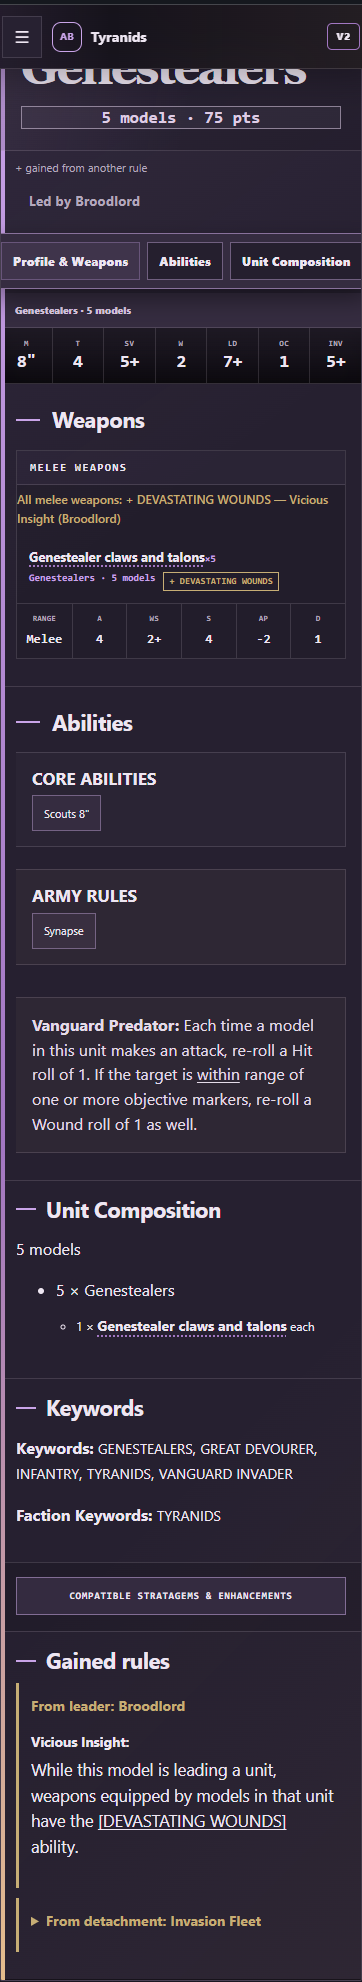 ☰ AB Tyranids V2
Genestealers
5 models · 75 pts
+ gained from another rule
Led by Broodlord
Profile & Weapons Abilities Unit Composition
Genestealers · 5 models
M T SV W LD OC INV
8" 4 5+ 2 7+ 1 5+
— Weapons
MELEE WEAPONS
All melee weapons: + DEVASTATING WOUNDS — Vicious
Insight (Broodlord)
Genestealer claws and talons×5
Genestealers · 5 models + DEVASTATING WOUNDS
RANGE A WS S AP D
Melee 4 2+ 4 -2 1
— Abilities
CORE ABILITIES
Scouts 8"
ARMY RULES
Synapse
Vanguard Predator: Each time a model
in this unit makes an attack, re-roll a Hit
roll of 1. If the target is within range of
one or more objective markers, re-roll a
Wound roll of 1 as well.
— Unit Composition
5 models
• 5 × Genestealers
◦ 1 × Genestealer claws and talons each
— Keywords
Keywords: GENESTEALERS, GREAT DEVOURER,
INFANTRY, TYRANIDS, VANGUARD INVADER
Faction Keywords: TYRANIDS
COMPATIBLE STRATAGEMS & ENHANCEMENTS
— Gained rules
From leader: Broodlord
Vicious Insight:
While this model is leading a unit,
weapons equipped by models in that unit
have the [DEVASTATING WOUNDS]
ability.
▶ From detachment: Invasion Fleet